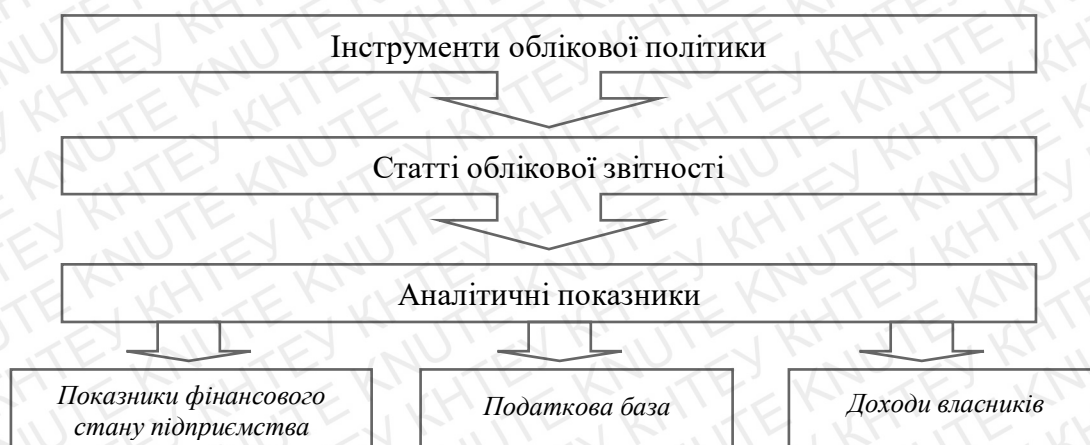 Інструменти облікової політики
Статті облікової звітності
Аналітичні показники
Показники фінансового
стану підприємства
Податкова база
Доходи власників